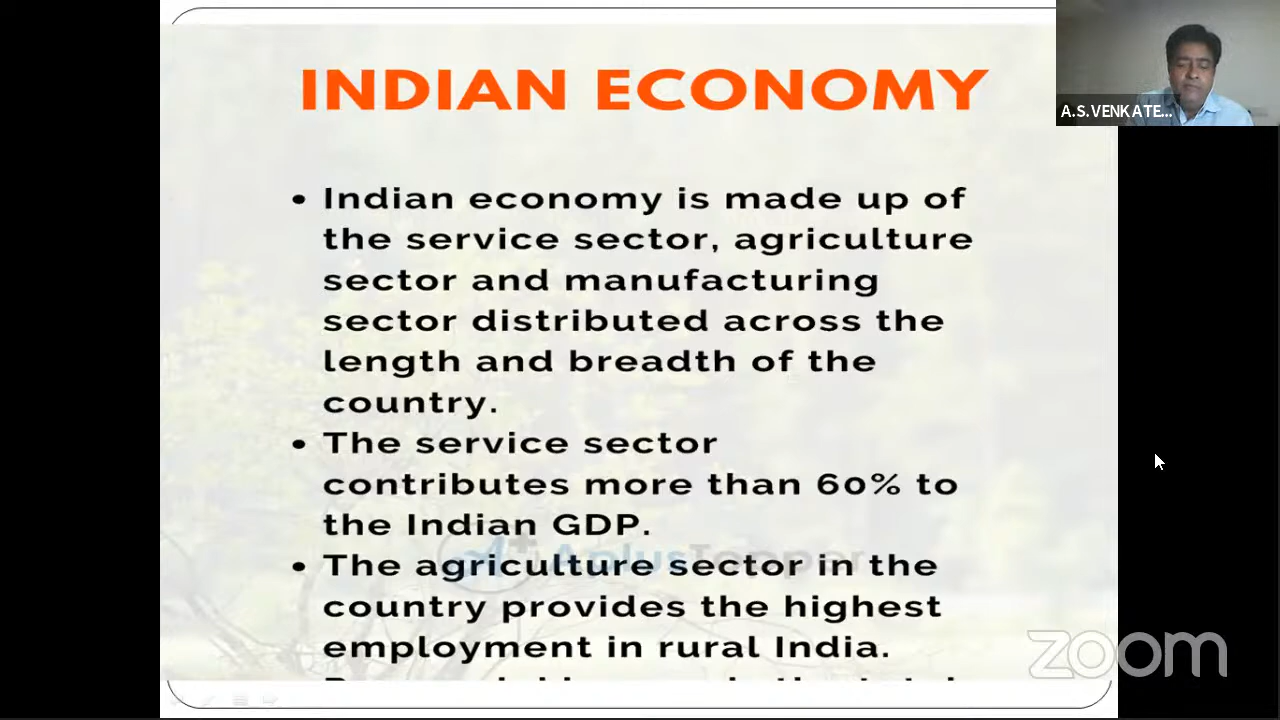 INDIAN ECONOMY
A.S.VENKATE...
• Indian economy is made up of
the service sector, agriculture
sector and manufacturing
sector distributed across the
length and breadth of the
country.
• The service sector
contributes more than 60% to
the Indian GDP.
AplusTopper
• The agriculture sector in the
country provides the highest
employment in rural India.
zoom